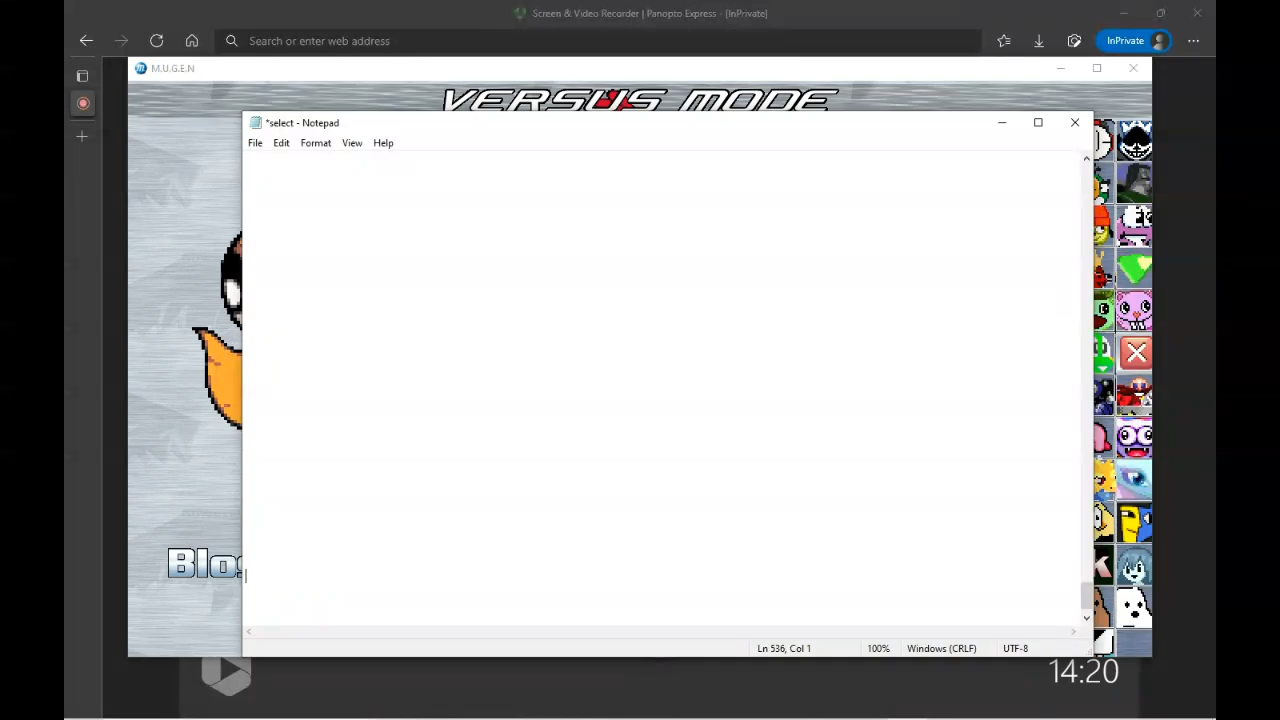 Screen & Video Recorder | Panopto Express - [InPrivate]
Search or enter web address
InPrivate
M.U.G.E.N
VERSUS MODE
*select - Notepad
File Edit Format View Help
Blos
K
Ln 536, Col 1 100% Windows (CRLF) UTF-8
14:20